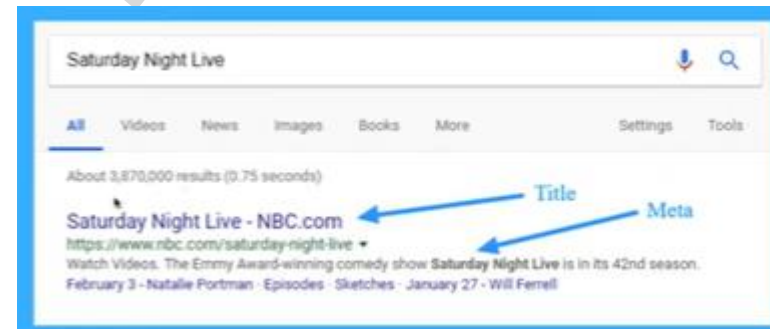 Saturday Night Live
All Videos News Images Books More Settings Tools
About 3,870,000 results (0.75 seconds)
Title
Meta
Saturday Night Live - NBC.com
https://www.nbc.com/saturday-night-live
Watch Videos. The Emmy Award-winning comedy show Saturday Night Live is in its 42nd season.
February 3 - Natalie Portman · Episodes · Sketches · January 27 - Will Ferrell